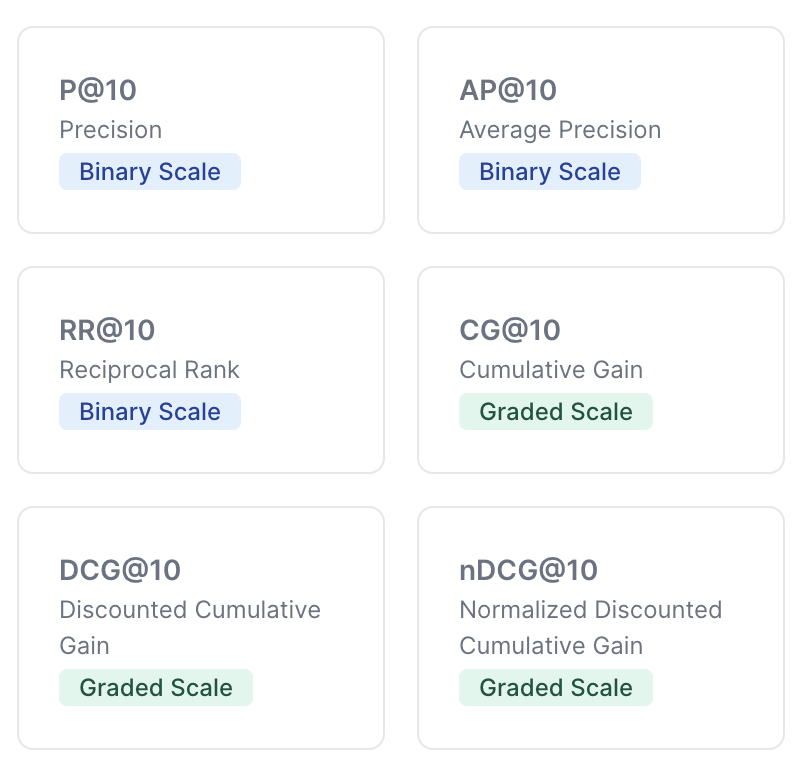 P@10
Precision
Binary Scale
AP@10
Average Precision
Binary Scale
RR@10
Reciprocal Rank
Binary Scale
CG@10
Cumulative Gain
Graded Scale
DCG@10
Discounted Cumulative
Gain
Graded Scale
nDCG@10
Normalized Discounted
Cumulative Gain
Graded Scale